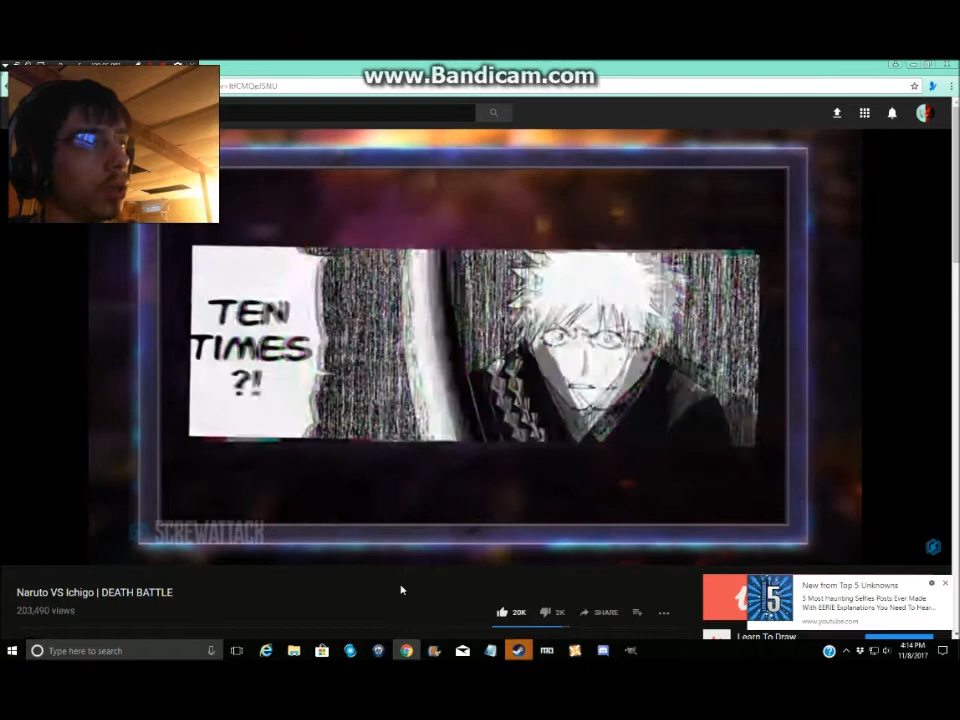 www.Bandicam.com
TEN
TIMES
?!
SCREWATTACK
Naruto VS Ichigo | DEATH BATTLE
203,490 views
20K
2K
SHARE
New from Top 5 Unknowns
3 Most Haunting Selfies Posts Ever Made
With EERIE Explanations You Need To Hear...
www.youtube.com
5
Learn To Draw
Type here to search
4:14 PM
11/8/2017